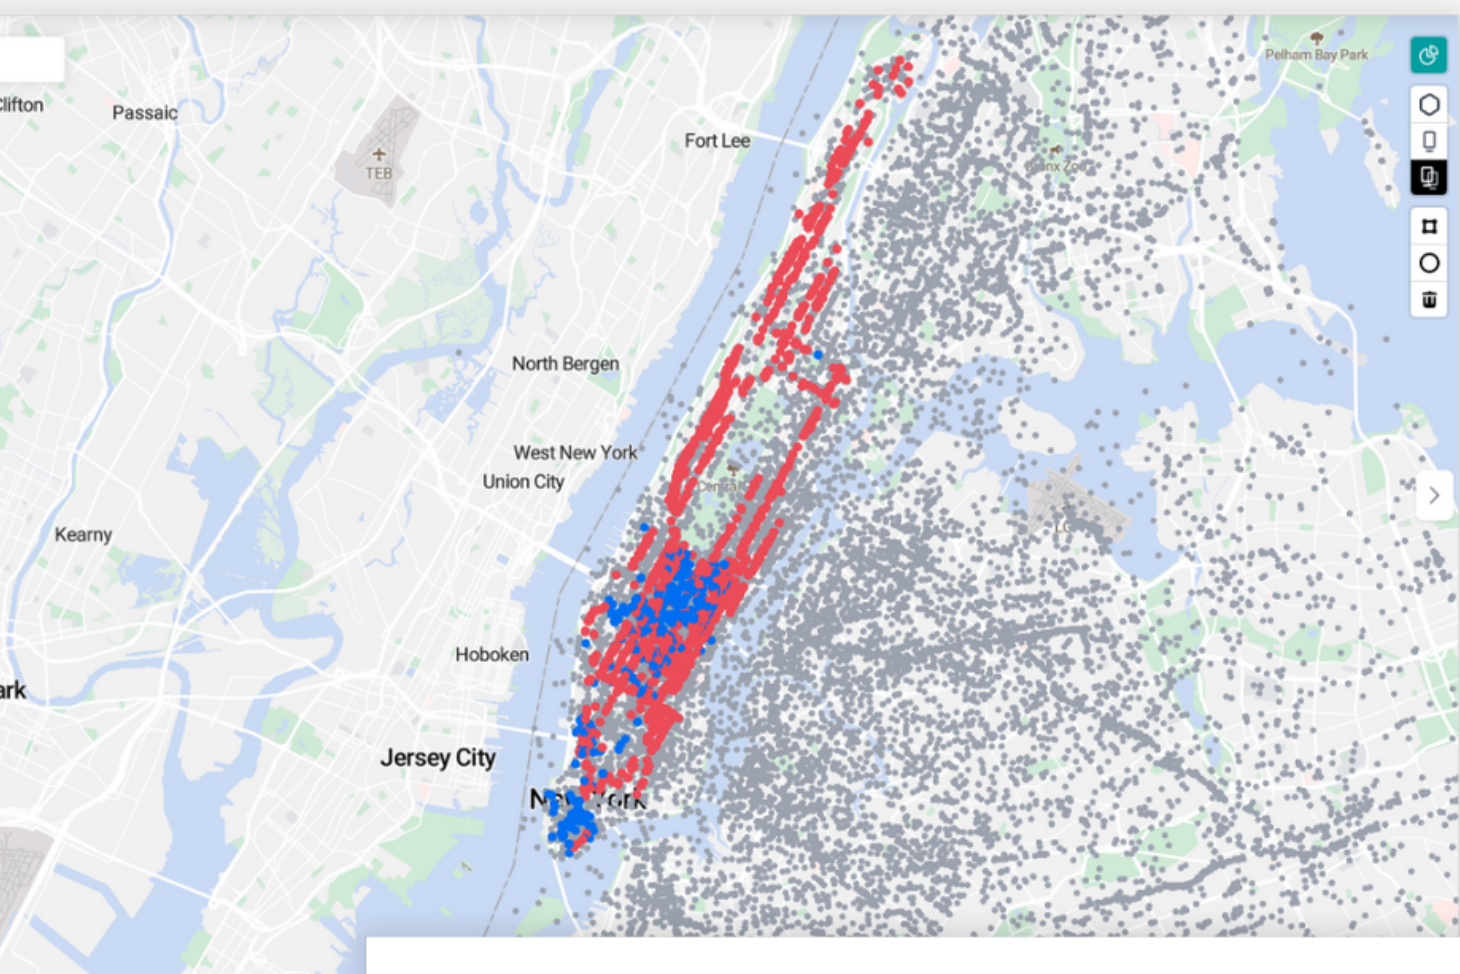 Pelham Bay Park
Clifton
Passaic
Fort Lee
TEB
North Bergen
West New York
Union City
Kearny
Hoboken
Jersey City